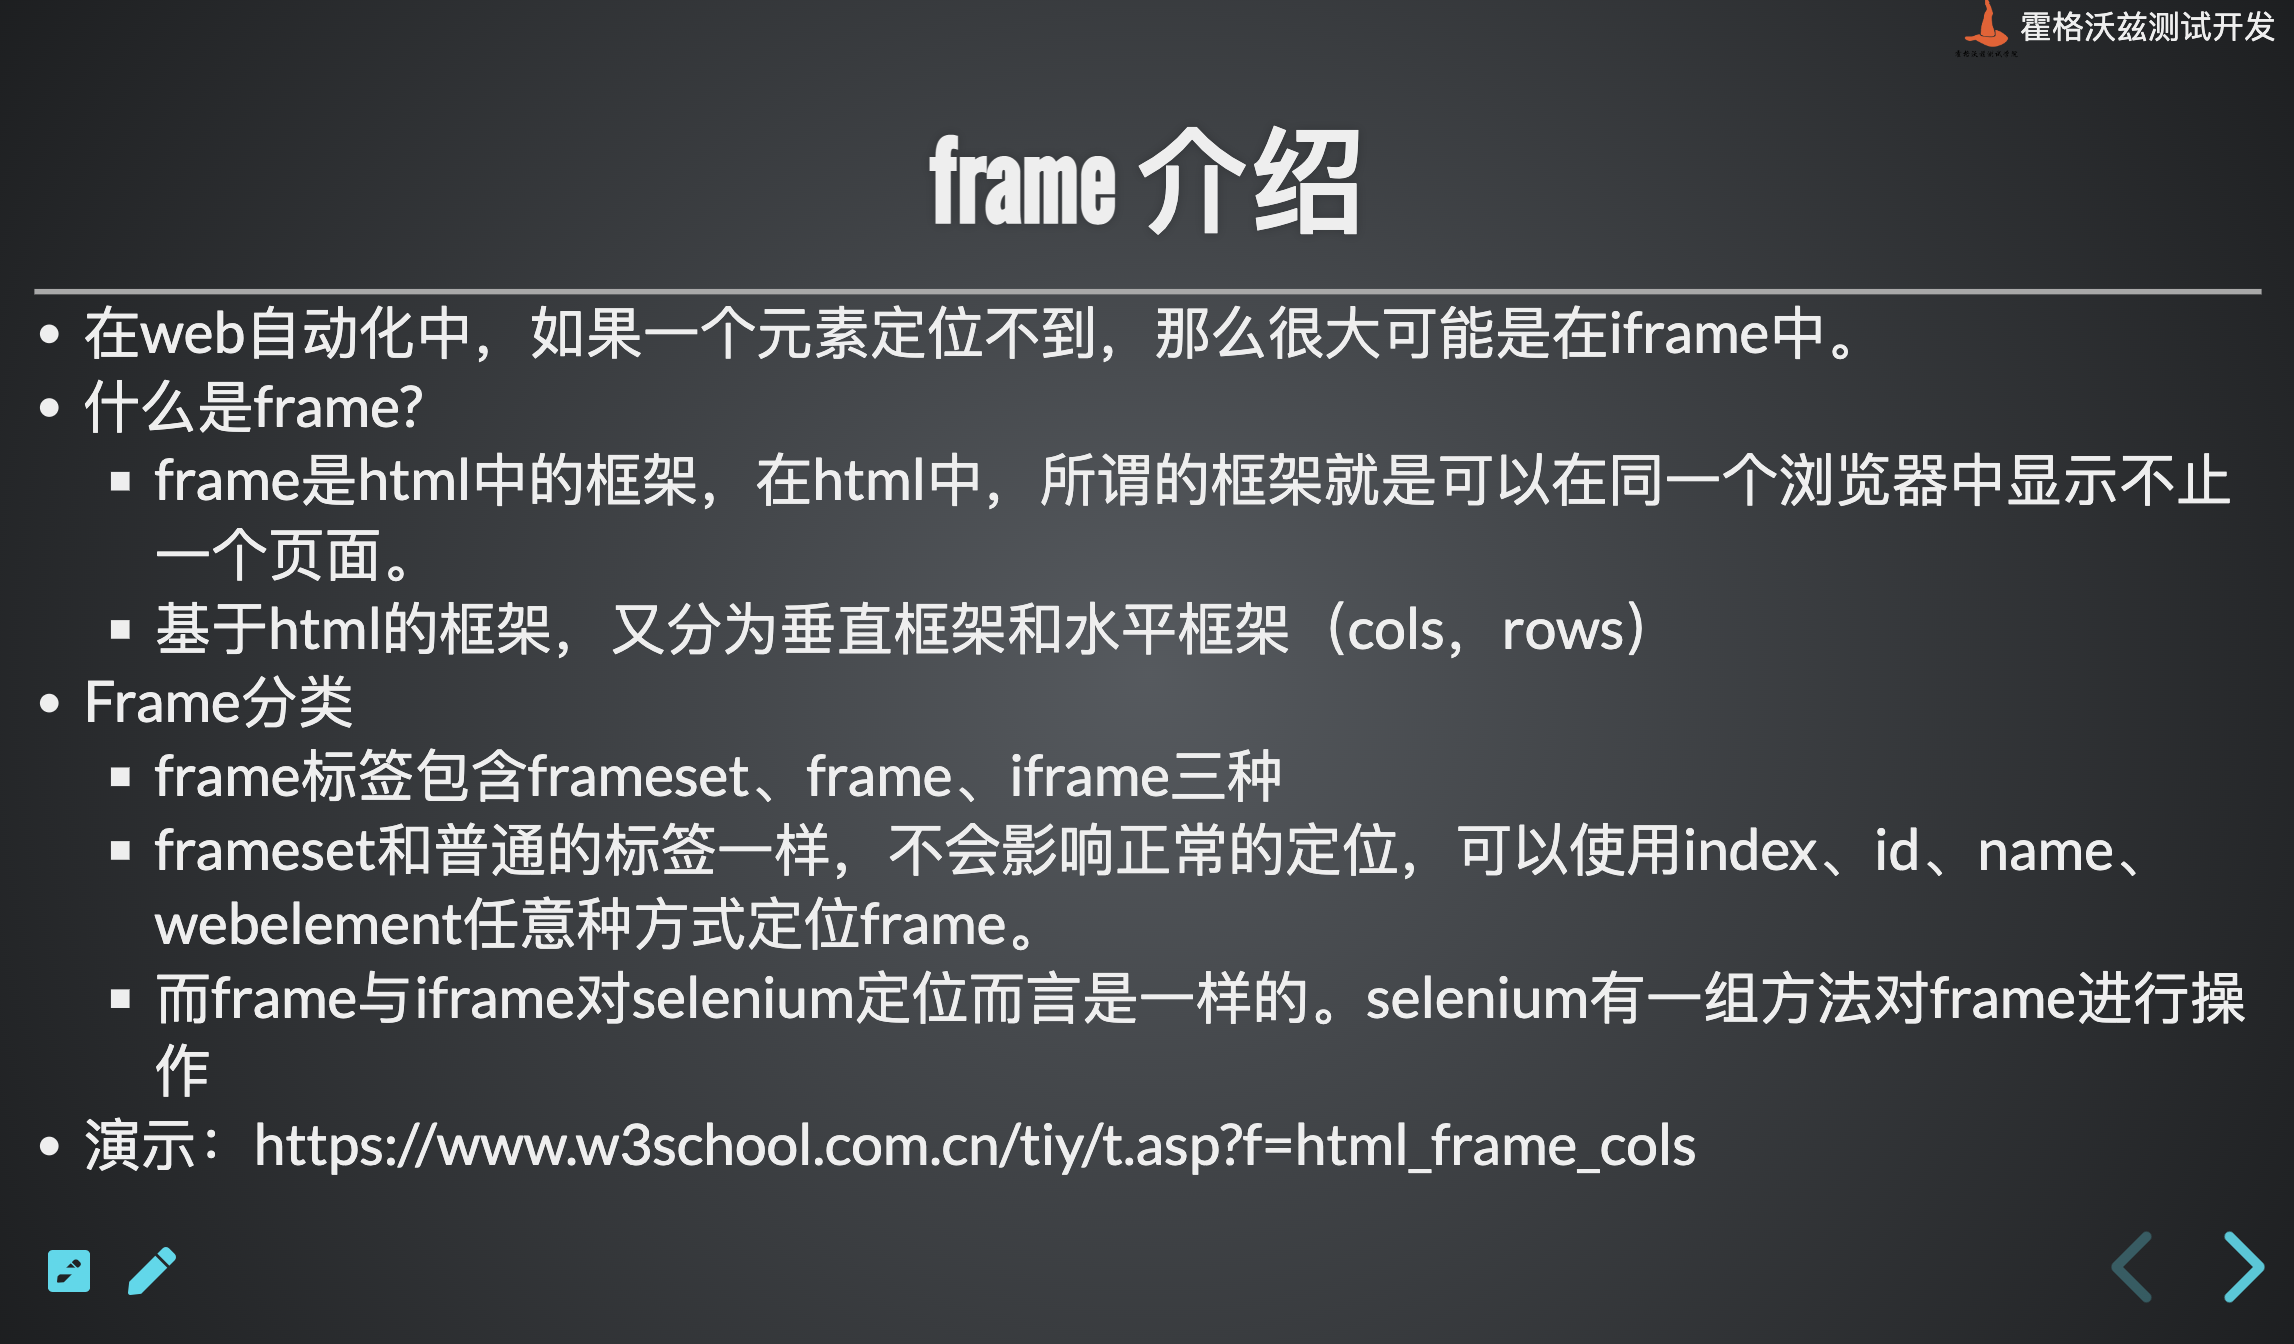 霍格沃兹测试开发
霍格沃兹测试学院
frame 介绍
在web自动化中，如果一个元素定位不到，那么很大可能是在iframe中。
什么是frame?
frame是html中的框架，在html中，所谓的框架就是可以在同一个浏览器中显示不止
一个页面。
基于html的框架，又分为垂直框架和水平框架（cols，rows）
Frame分类
frame标签包含frameset、frame、iframe三种
frameset和普通的标签一样，不会影响正常的定位，可以使用index、id、name、
webelement任意种方式定位frame。
而frame与iframe对selenium定位而言是一样的。selenium有一组方法对frame进行操
作
演示：https://www.w3school.com.cn/tiy/t.asp?f=html_frame_cols